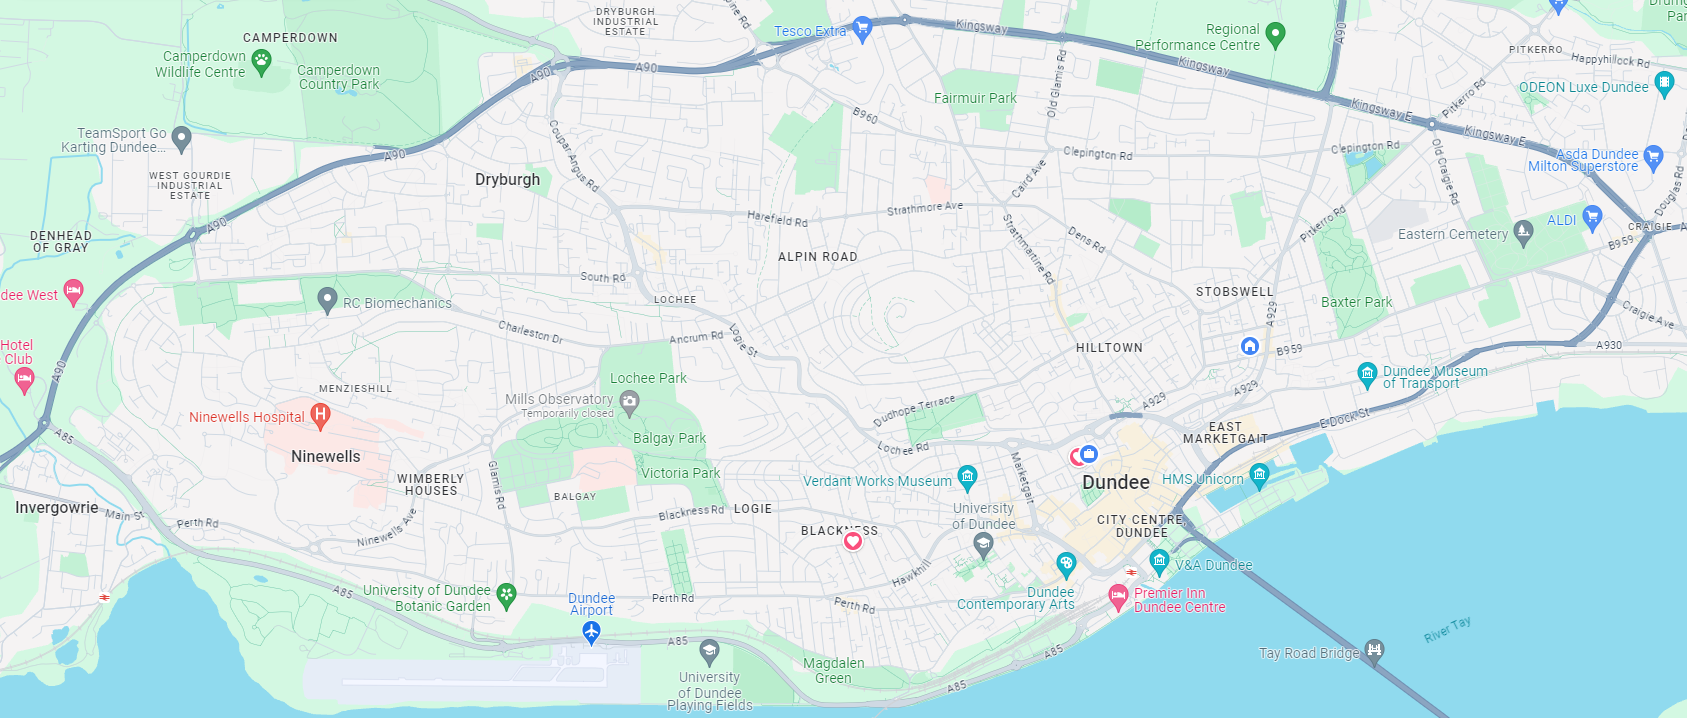 DRYBURGH
INDUSTRIAL
ESTATE
Kingsway
A90
Tesco Extra
Regional
Performance Centre
CAMPERDOWN
Camperdown
Wildlife Centre
Camperdown
Country Park
A90
A90
Kingsway
PITKERRO
Happyhillock Rd
ODEON Luxe Dundee
Old Glamis Rd
Fairmuir Park
B960
Kingsway E
Pitkerro Rd
Kingsway E
TeamSport Go
Karting Dundee...
A90
Coupar Angus Rd
Clepington Rd
Clepington Rd
Old Craigie Rd
Asda Dundee
Milton Superstore
WEST GOURDIE
INDUSTRIAL
ESTATE
Dryburgh
Caird Ave
Douglas Rd
A90
Harefield Rd
Strathmore Ave
Strathmartine Rd
Dens Rd
Pitkerro Rd
ALDI
Eastern Cemetery
CRAIGIE
B959
DENHEAD
OF GRAY
ALPIN ROAD
South Rd
LOCHEE
STOBSWELL
Baxter Park
A929
Craigie Ave
dee West
RC Biomechanics
Charleston Dr
Ancrum Rd
Logie St
HILLTOWN
B959
A930
Hotel
Club
A90
Lochee Park
MENZIESHILL
Mills Observatory
Temporarily closed
Dundee Museum
of Transport
A929
A929
Dudhope Terrace
E Dock St
Ninewells Hospital
A85
Balgay Park
Lochee Rd
EAST
MARKETGAIT
Ninewells
WIMBERLY
HOUSES
Glamis Rd
Victoria Park
Verdant Works Museum
Marketgait
Dundee
HMS Unicorn
BALGAY
Invergowrie
Main St
Perth Rd
Ninewells Ave
Blackness Rd
LOGIE
BLACKNESS
University
of Dundee
CITY CENTRE,
DUNDEE
V&A Dundee
Hawkhill
A85
University of Dundee
Botanic Garden
Dundee
Airport
Perth Rd
Perth Rd
Dundee
Contemporary Arts
Premier Inn
Dundee Centre
River Tay
A85
A85
Tay Road Bridge
Magdalen
Green
University
of Dundee
Playing Fields
A85